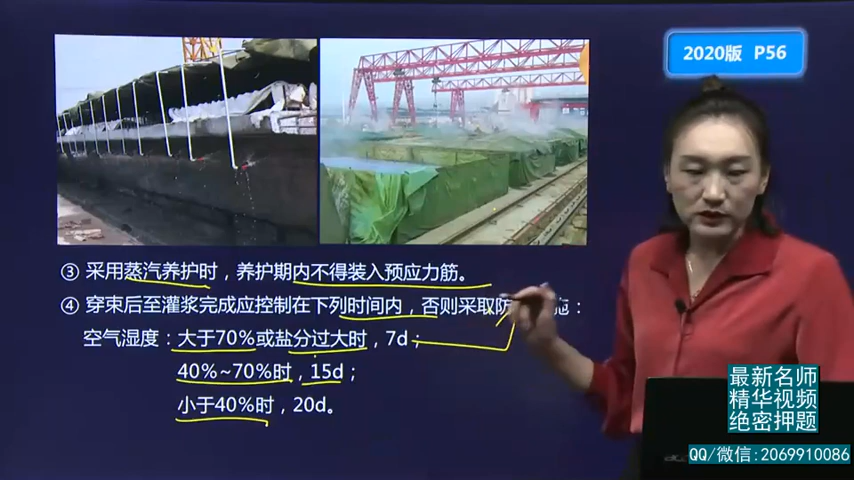 2020版 P56
③ 采用蒸汽养护时，养护期内不得装入预应力筋。
④ 穿束后至灌浆完成应控制在下列时间内，否则采取防 施：
空气湿度：大于70%或盐分过大时，7d；
40%~70%时，15d；
小于40%时，20d。
最新名师
精华视频
绝密押题
QQ/微信:2069910086